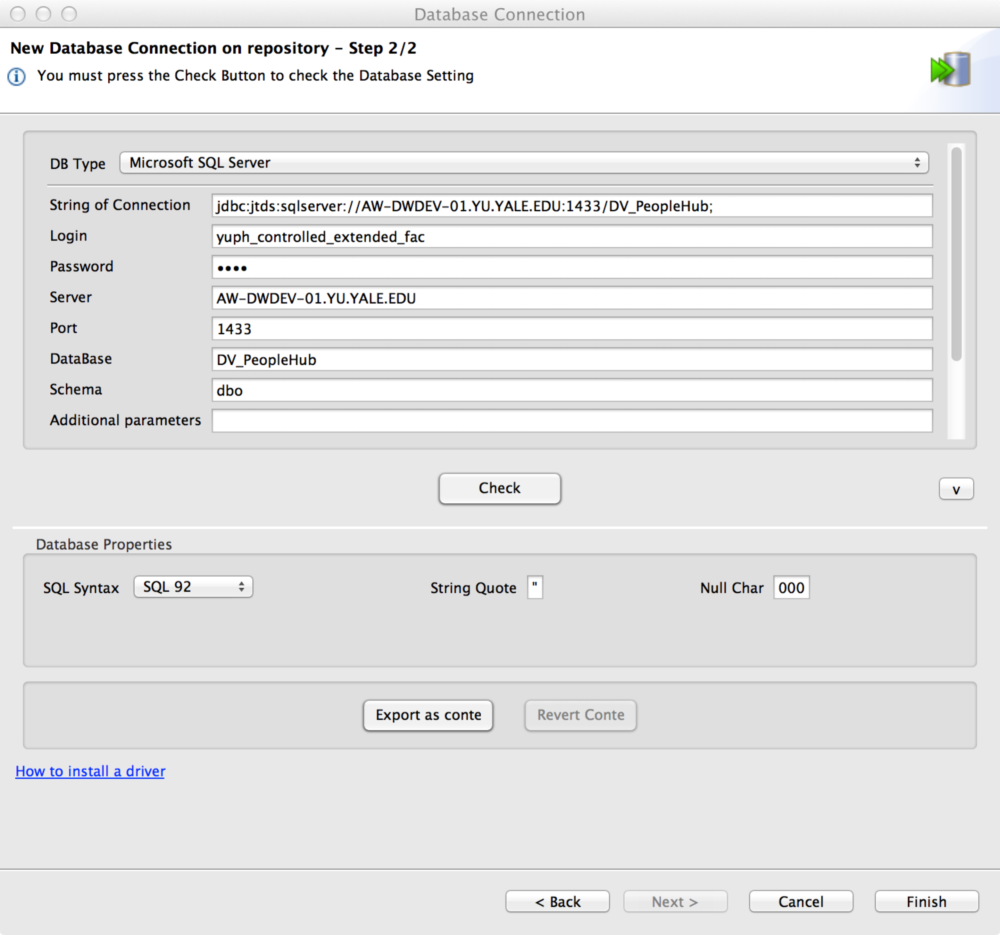 Database Connection
New Database Connection on repository – Step 2/2
You must press the Check Button to check the Database Setting
DB Type Microsoft SQL Server
String of Connection jdbc:jtds:sqlserver://AW-DWDEV-01.YU.YALE.EDU:1433/DV_PeopleHub;
Login yuph_controlled_extended_fac
Password ••••
Server AW-DWDEV-01.YU.YALE.EDU
Port 1433
DataBase DV_PeopleHub
Schema dbo
Additional parameters
Check v
Database Properties
SQL Syntax SQL 92 String Quote " Null Char 000
Export as conte Revert Conte
How to install a driver
< Back Next > Cancel Finish